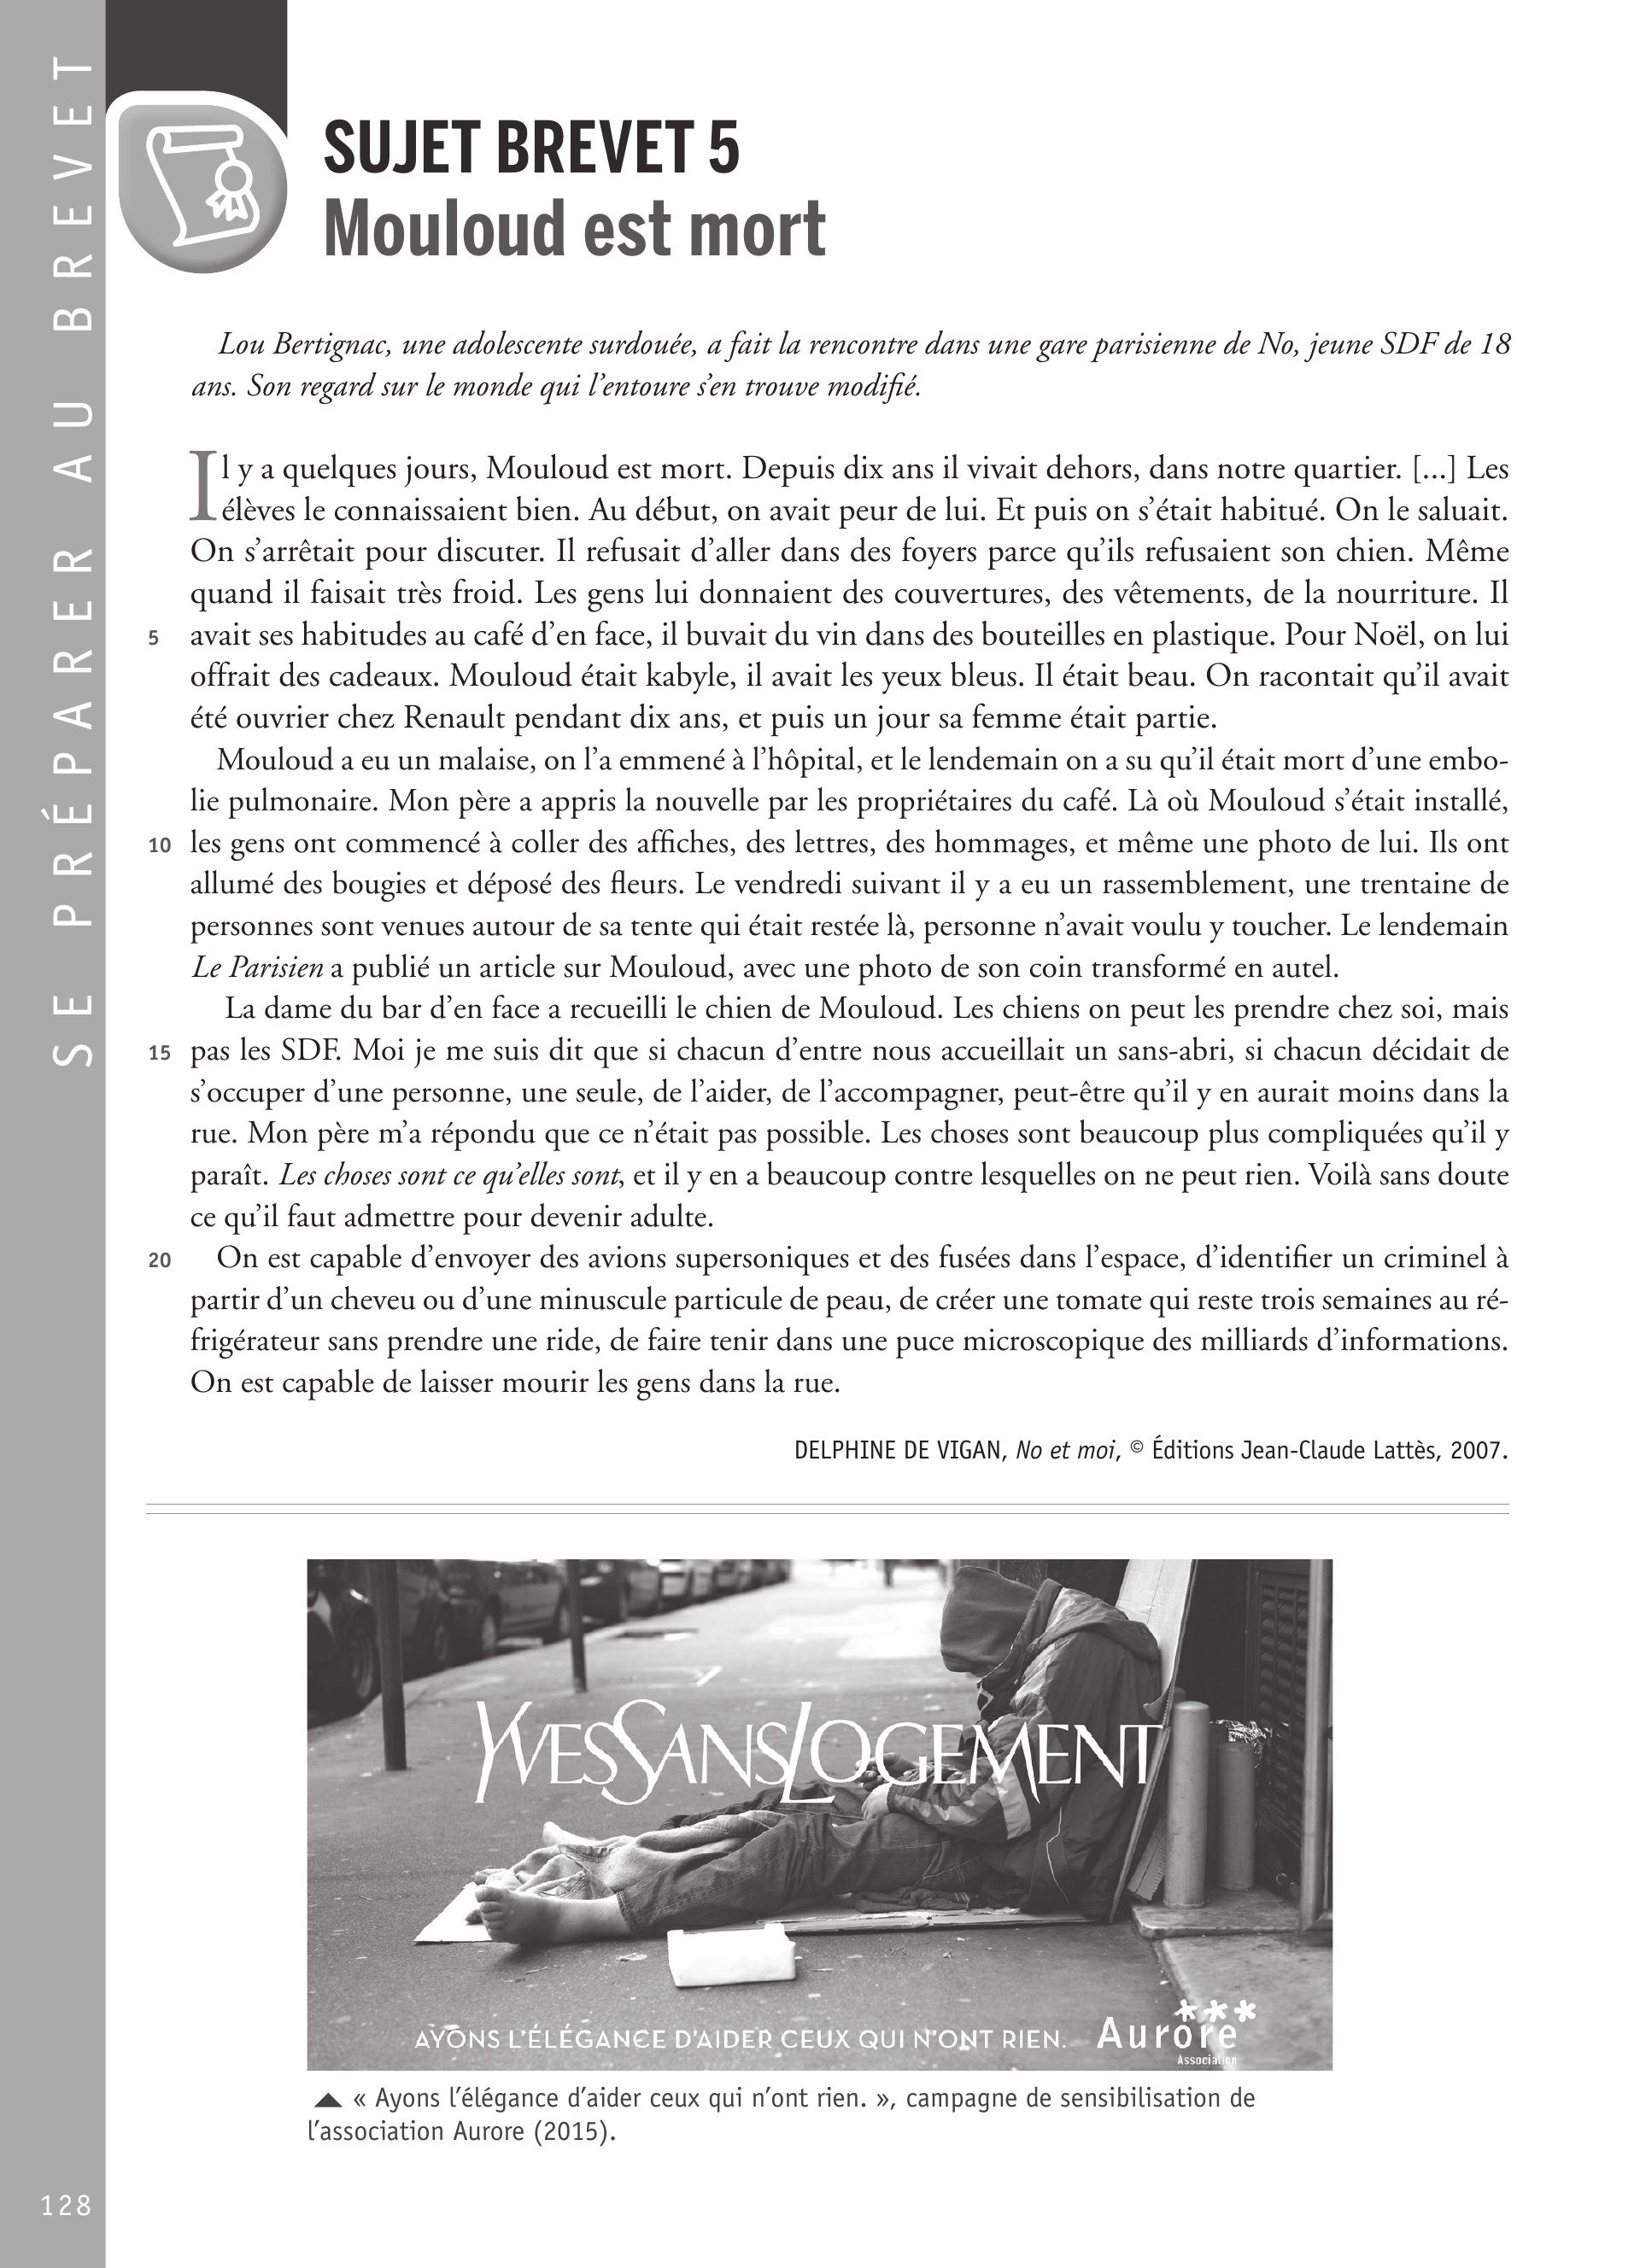 SE PRÉPARER AU BREVET
SUJET BREVET 5
Mouloud est mort
Lou Bertignac, une adolescente surdouée, a fait la rencontre dans une gare parisienne de No, jeune SDF de 18
ans. Son regard sur le monde qui l’entoure s’en trouve modifié.
Il y a quelques jours, Mouloud est mort. Depuis dix ans il vivait dehors, dans notre quartier. [...] Les
élèves le connaissaient bien. Au début, on avait peur de lui. Et puis on s’était habitué. On le saluait.
On s’arrêtait pour discuter. Il refusait d’aller dans des foyers parce qu’ils refusaient son chien. Même
quand il faisait très froid. Les gens lui donnaient des couvertures, des vêtements, de la nourriture. Il
5 avait ses habitudes au café d’en face, il buvait du vin dans des bouteilles en plastique. Pour Noël, on lui
offrait des cadeaux. Mouloud était kabyle, il avait les yeux bleus. Il était beau. On racontait qu’il avait
été ouvrier chez Renault pendant dix ans, et puis un jour sa femme était partie.
Mouloud a eu un malaise, on l’a emmené à l’hôpital, et le lendemain on a su qu’il était mort d’une embo-
lie pulmonaire. Mon père a appris la nouvelle par les propriétaires du café. Là où Mouloud s’était installé,
10 les gens ont commencé à coller des affiches, des lettres, des hommages, et même une photo de lui. Ils ont
allumé des bougies et déposé des fleurs. Le vendredi suivant il y a eu un rassemblement, une trentaine de
personnes sont venues autour de sa tente qui était restée là, personne n’avait voulu y toucher. Le lendemain
Le Parisien a publié un article sur Mouloud, avec une photo de son coin transformé en autel.
La dame du bar d’en face a recueilli le chien de Mouloud. Les chiens on peut les prendre chez soi, mais
15 pas les SDF. Moi je me suis dit que si chacun d’entre nous accueillait un sans-abri, si chacun décidait de
s’occuper d’une personne, une seule, de l’aider, de l’accompagner, peut-être qu’il y en aurait moins dans la
rue. Mon père m’a répondu que ce n’était pas possible. Les choses sont beaucoup plus compliquées qu’il y
paraît. Les choses sont ce qu’elles sont, et il y en a beaucoup contre lesquelles on ne peut rien. Voilà sans doute
ce qu’il faut admettre pour devenir adulte.
20 On est capable d’envoyer des avions supersoniques et des fusées dans l’espace, d’identifier un criminel à
partir d’un cheveu ou d’une minuscule particule de peau, de créer une tomate qui reste trois semaines au ré-
frigérateur sans prendre une ride, de faire tenir dans une puce microscopique des milliards d’informations.
On est capable de laisser mourir les gens dans la rue.
DELPHINE DE VIGAN, No et moi, © Éditions Jean-Claude Lattès, 2007.
YVESSANSLOGEMENT
AYONS L’ÉLÉGANCE D’AIDER CEUX QUI N’ONT RIEN.
Aurore
Association
« Ayons l’élégance d’aider ceux qui n’ont rien. », campagne de sensibilisation de
l’association Aurore (2015).
128